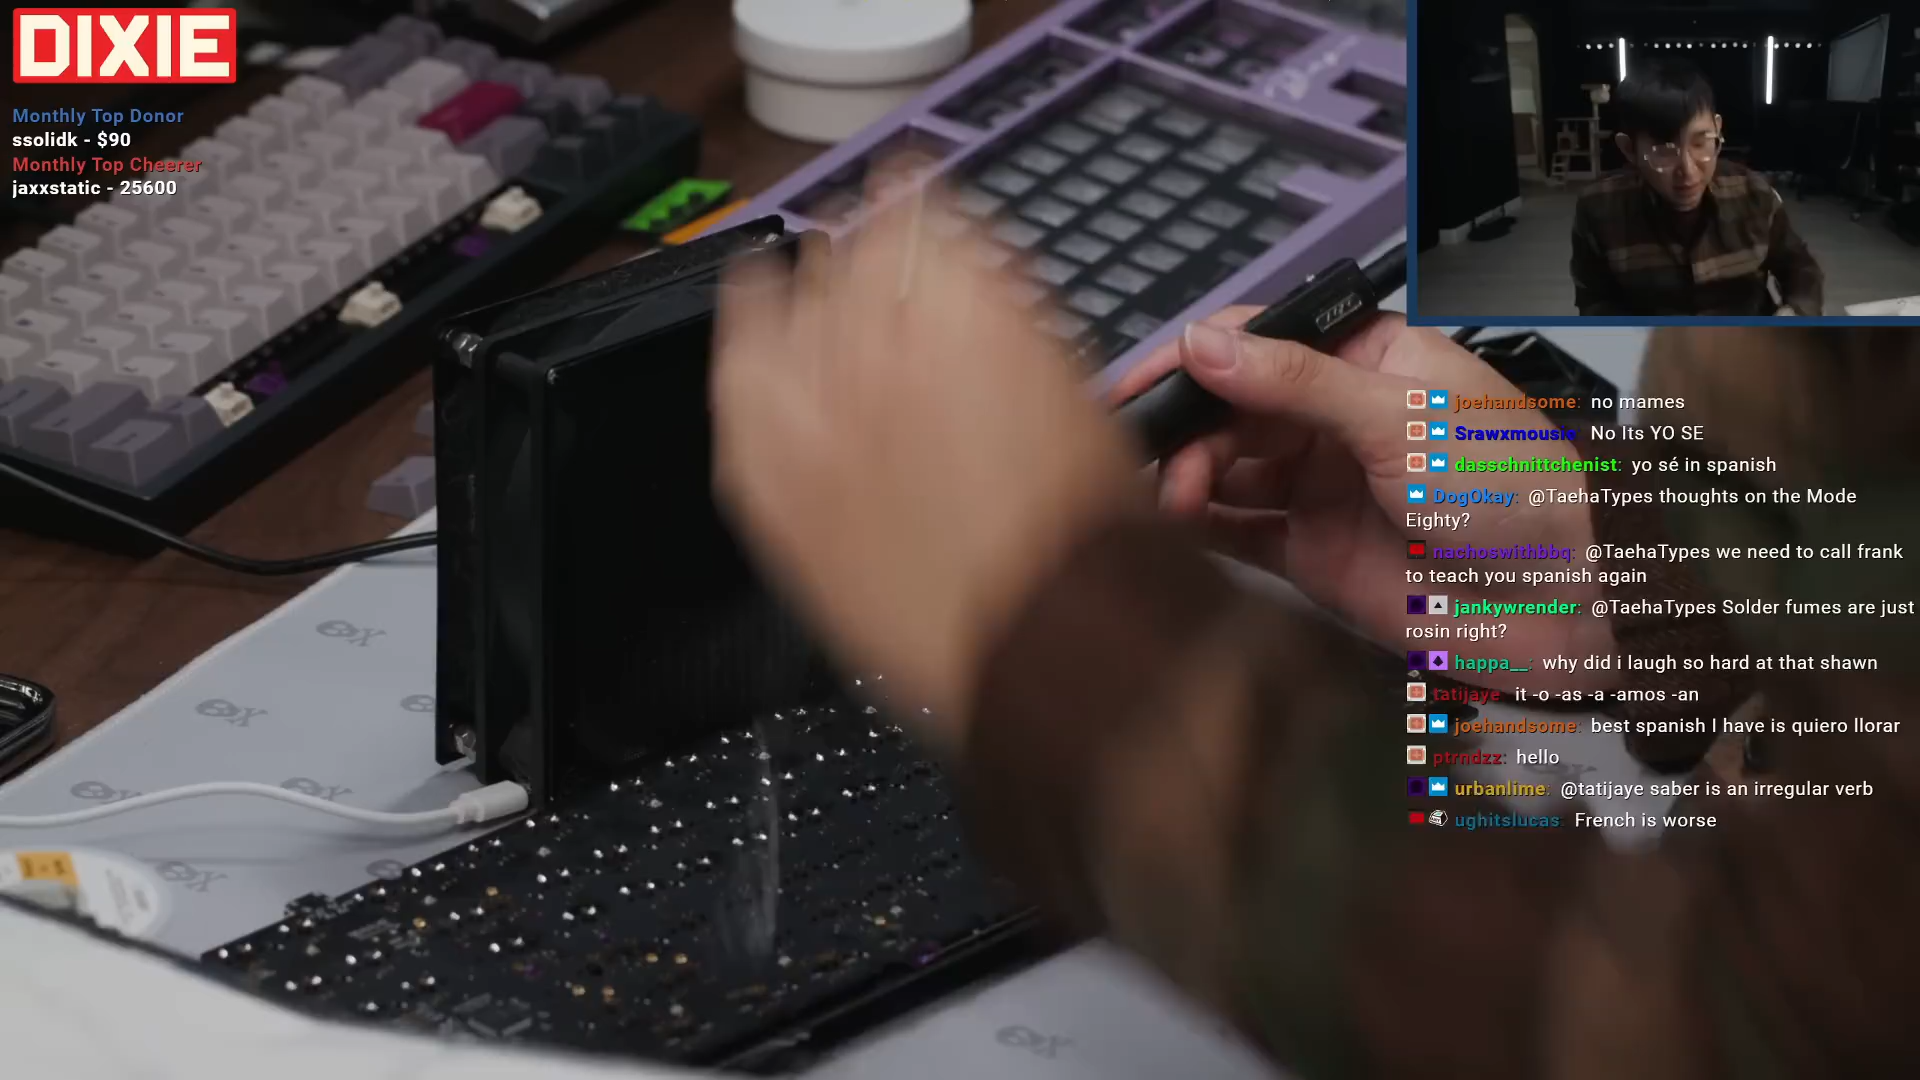 DIXIE
Monthly Top Donor
ssolidk - $90
Monthly Top Cheerer
jaxxstatic - 25600
joehandsome: no mames
Srawxmousie: No Its YO SE
dasschnittchenist: yo sé in spanish
DogOkay: @TaehaTypes thoughts on the Mode
Eighty?
nachoswithbbq: @TaehaTypes we need to call frank
to teach you spanish again
jankywrender: @TaehaTypes Solder fumes are just
rosin right?
happa__: why did i laugh so hard at that shawn
tatijaye: it -o -as -a -amos -an
joehandsome: best spanish I have is quiero llorar
ptrndzz: hello
urbanlime: @tatijaye saber is an irregular verb
ughitslucas: French is worse